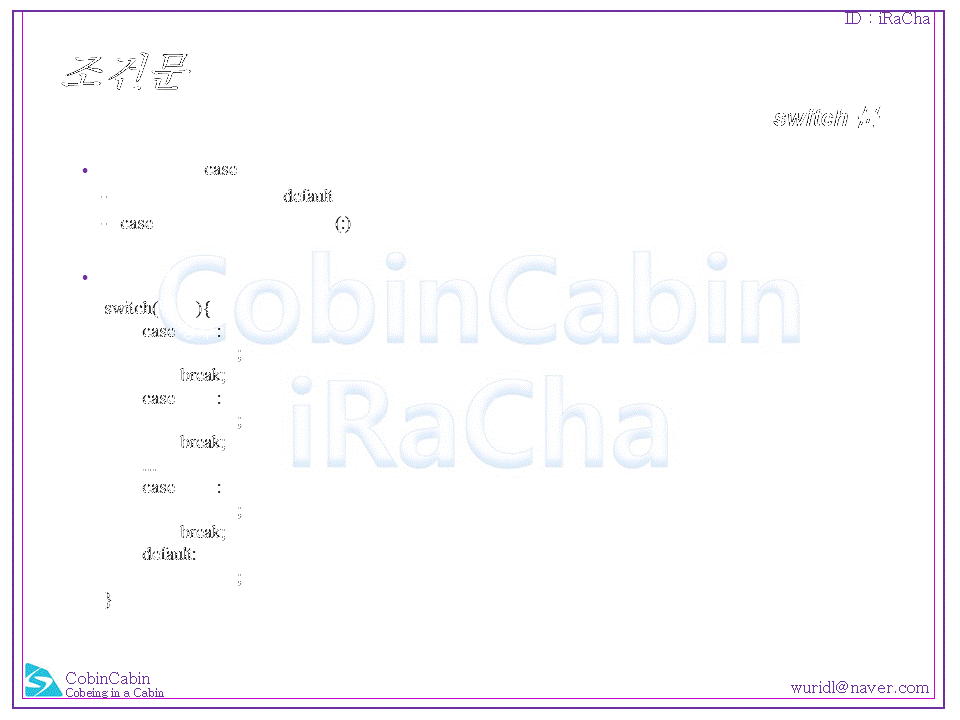 ID : iRaCha
조건문
switch 문
• case
– default
– case (:)
•
switch( ){
case :
;
break;
case :
;
break;
......
case :
;
break;
default:
;
}
CobinCabin
iRaCha
CobinCabin
Cobeing in a Cabin
wuridl@naver.com